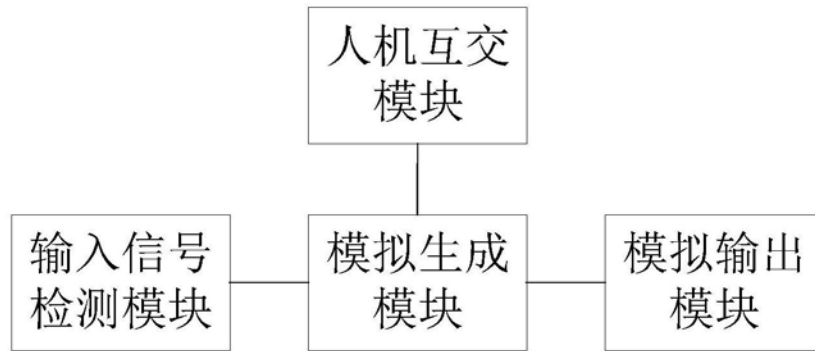 人机互交
模块
输入信号
检测模块
模拟生成
模块
模拟输出
模块